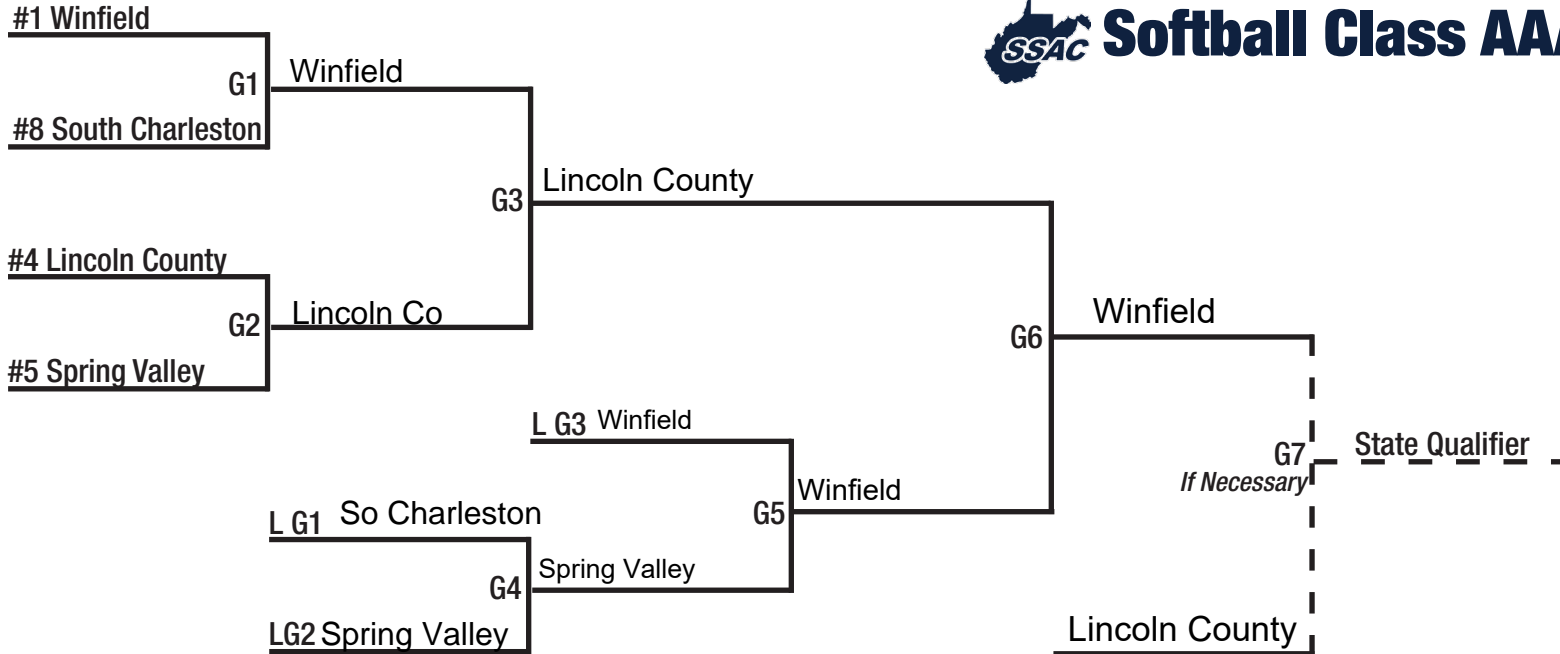 #1 Winfield
SSAC Softball Class AAA
G1 Winfield
#8 South Charleston
G3 Lincoln County
#4 Lincoln County
G2 Lincoln Co
#5 Spring Valley
G6 Winfield
L G3 Winfield
G7 State Qualifier
If Necessary
G5 Winfield
L G1 So Charleston
G4 Spring Valley
LG2 Spring Valley
Lincoln County